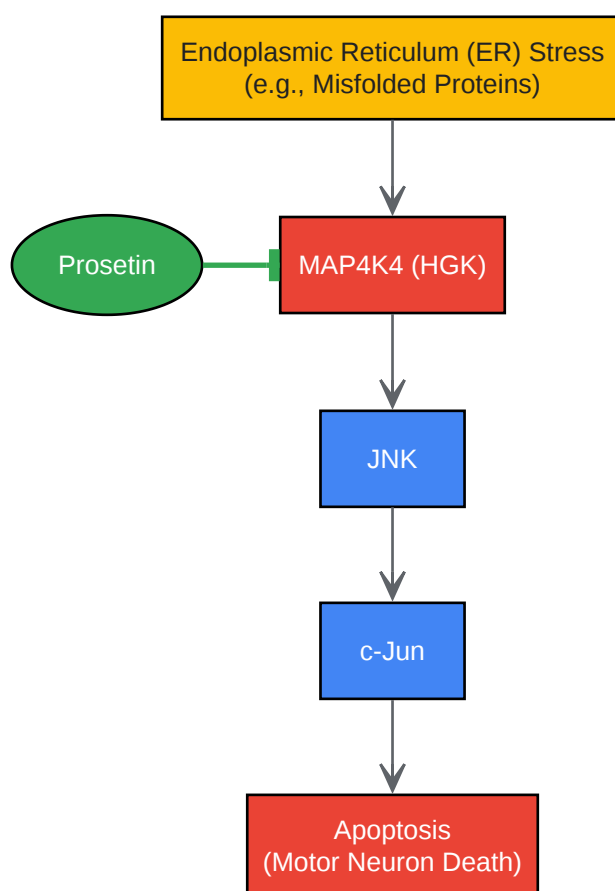 Endoplasmic Reticulum (ER) Stress
(e.g., Misfolded Proteins)
Prosetin
MAP4K4 (HGK)
JNK
c-Jun
Apoptosis
(Motor Neuron Death)